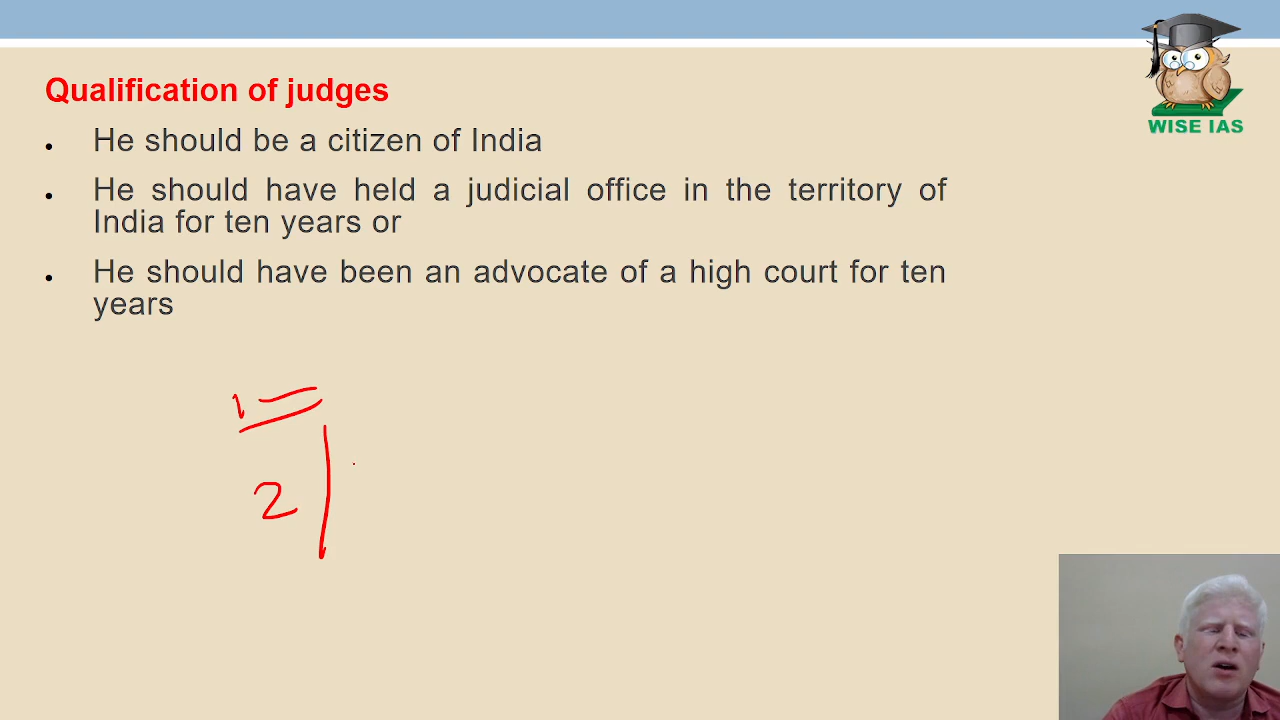 Qualification of judges
WISE IAS
• He should be a citizen of India
• He should have held a judicial office in the territory of
India for ten years or
• He should have been an advocate of a high court for ten
years
1
2